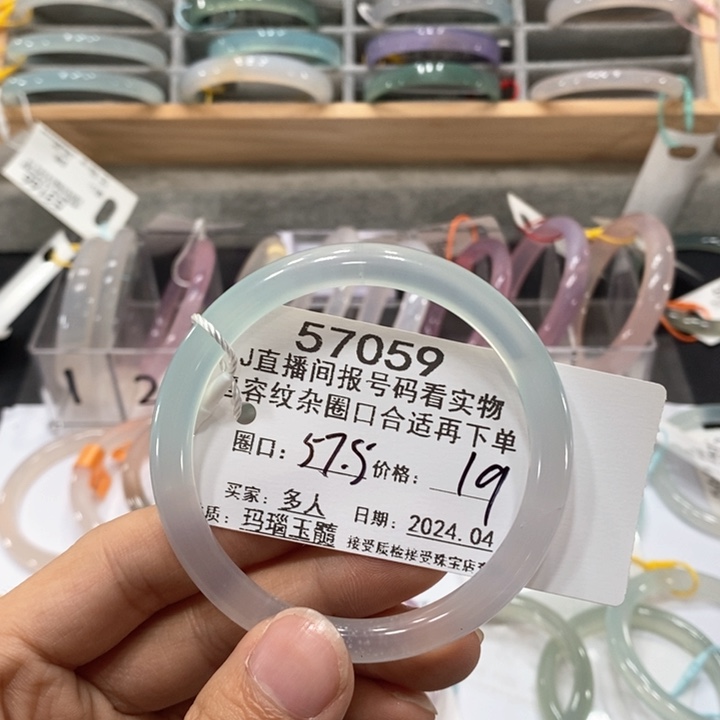 57059
J直播间报号码看实物
容纹杂圈口合适再下单
圈口: 57.5 价格: 19
买家: 多人 日期: 2024.04
质: 玛瑙玉髓 接受质检接受珠宝店
1 2